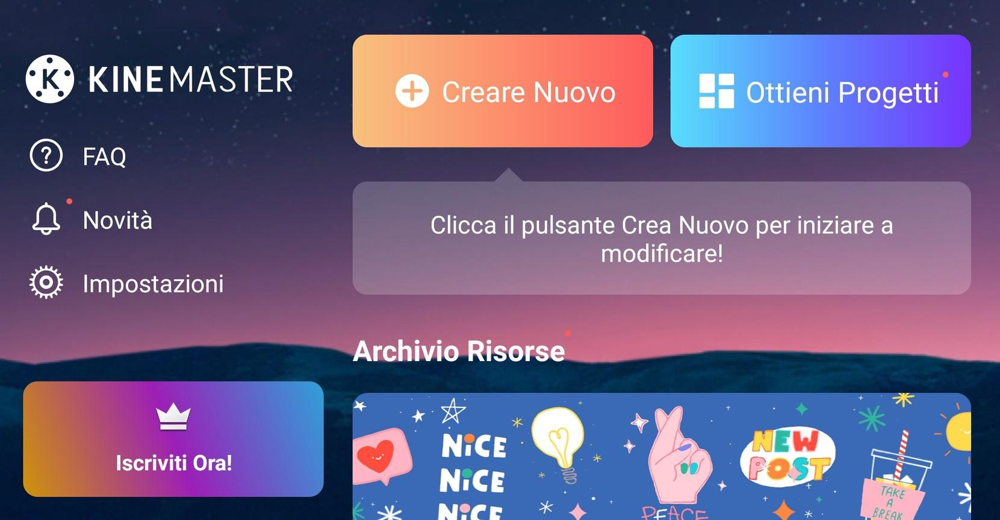 KINEMASTER
FAQ
Novità
Impostazioni
Iscriviti Ora!
Creare Nuovo
Ottieni Progetti
Clicca il pulsante Crea Nuovo per iniziare a
modificare!
Archivio Risorse
NiCE
NiCE
NiCE
PEACE
NEW
POST
TAKE
A
BREAK